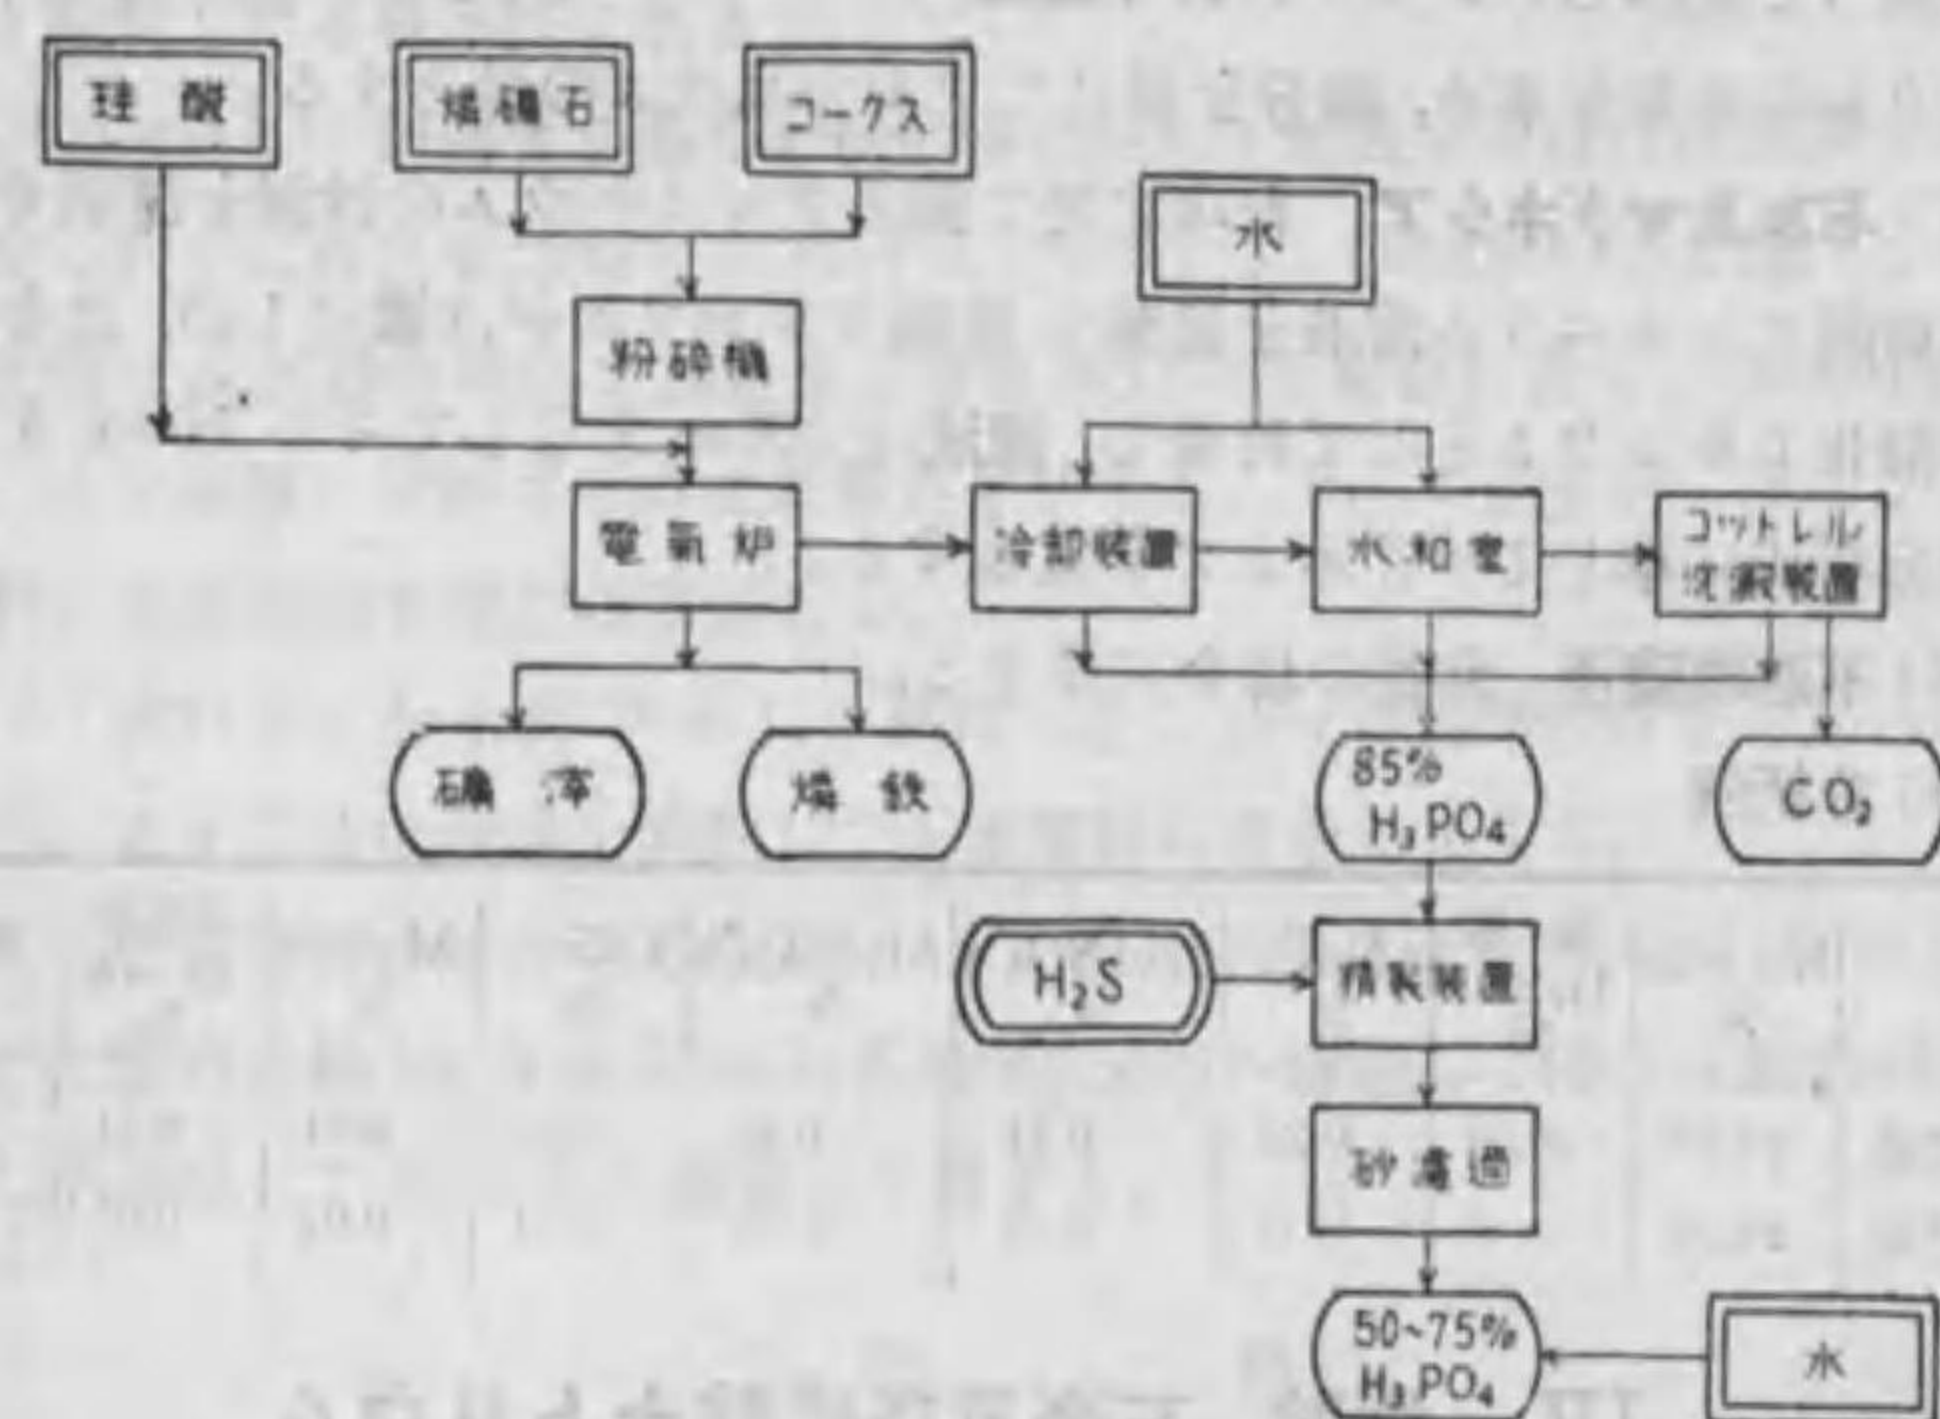 珪酸
燐礦石
コークス
水
粉碎機
電氣炉
冷却装置
水和室
コットレル
沈澱装置
礦滓
燐鉄
85%
H₃PO₄
CO₂
H₂S
精製装置
砂濾過
50~75%
H₃PO₄
水